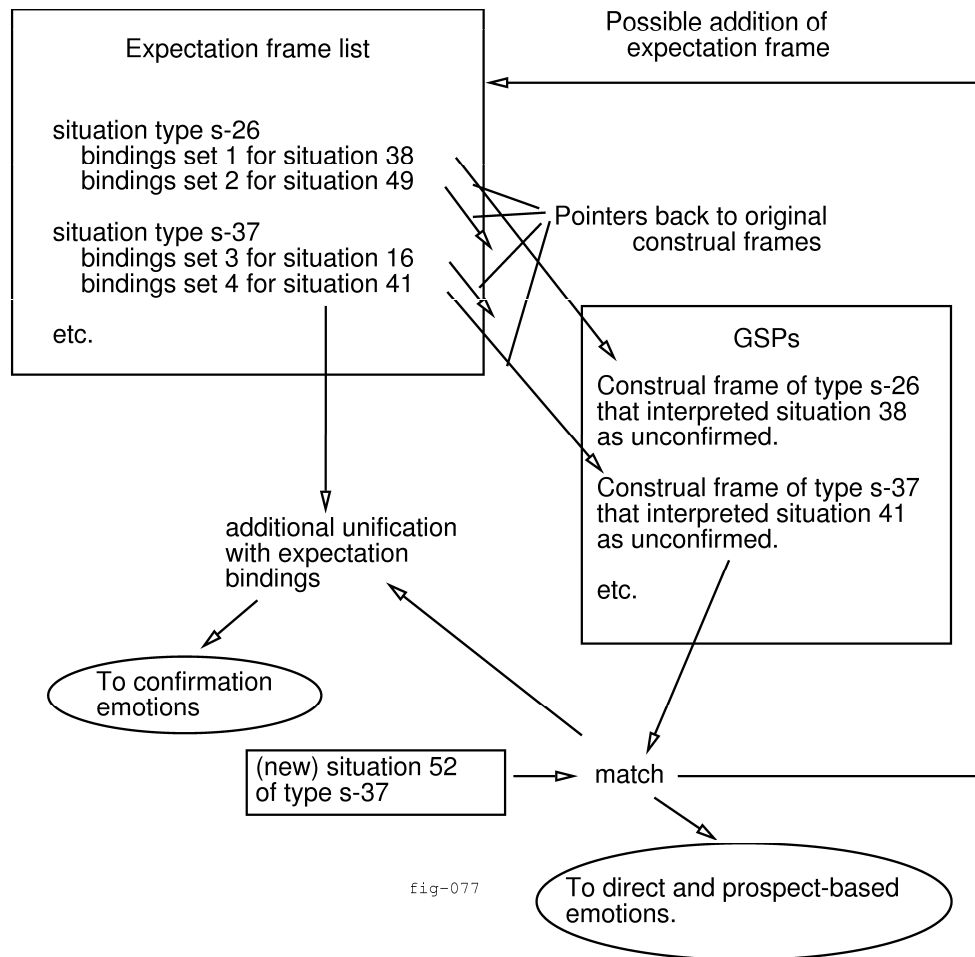 Possible addition of
expectation frame
Expectation frame list
situation type s-26
bindings set 1 for situation 38
bindings set 2 for situation 49
situation type s-37
bindings set 3 for situation 16
bindings set 4 for situation 41
etc.
Pointers back to original
construal frames
GSPs
Construal frame of type s-26
that interpreted situation 38
as unconfirmed.
Construal frame of type s-37
that interpreted situation 41
as unconfirmed.
etc.
additional unification
with expectation
bindings
To confirmation
emotions
(new) situation 52
of type s-37
match
To direct and prospect-based
emotions.
fig-077